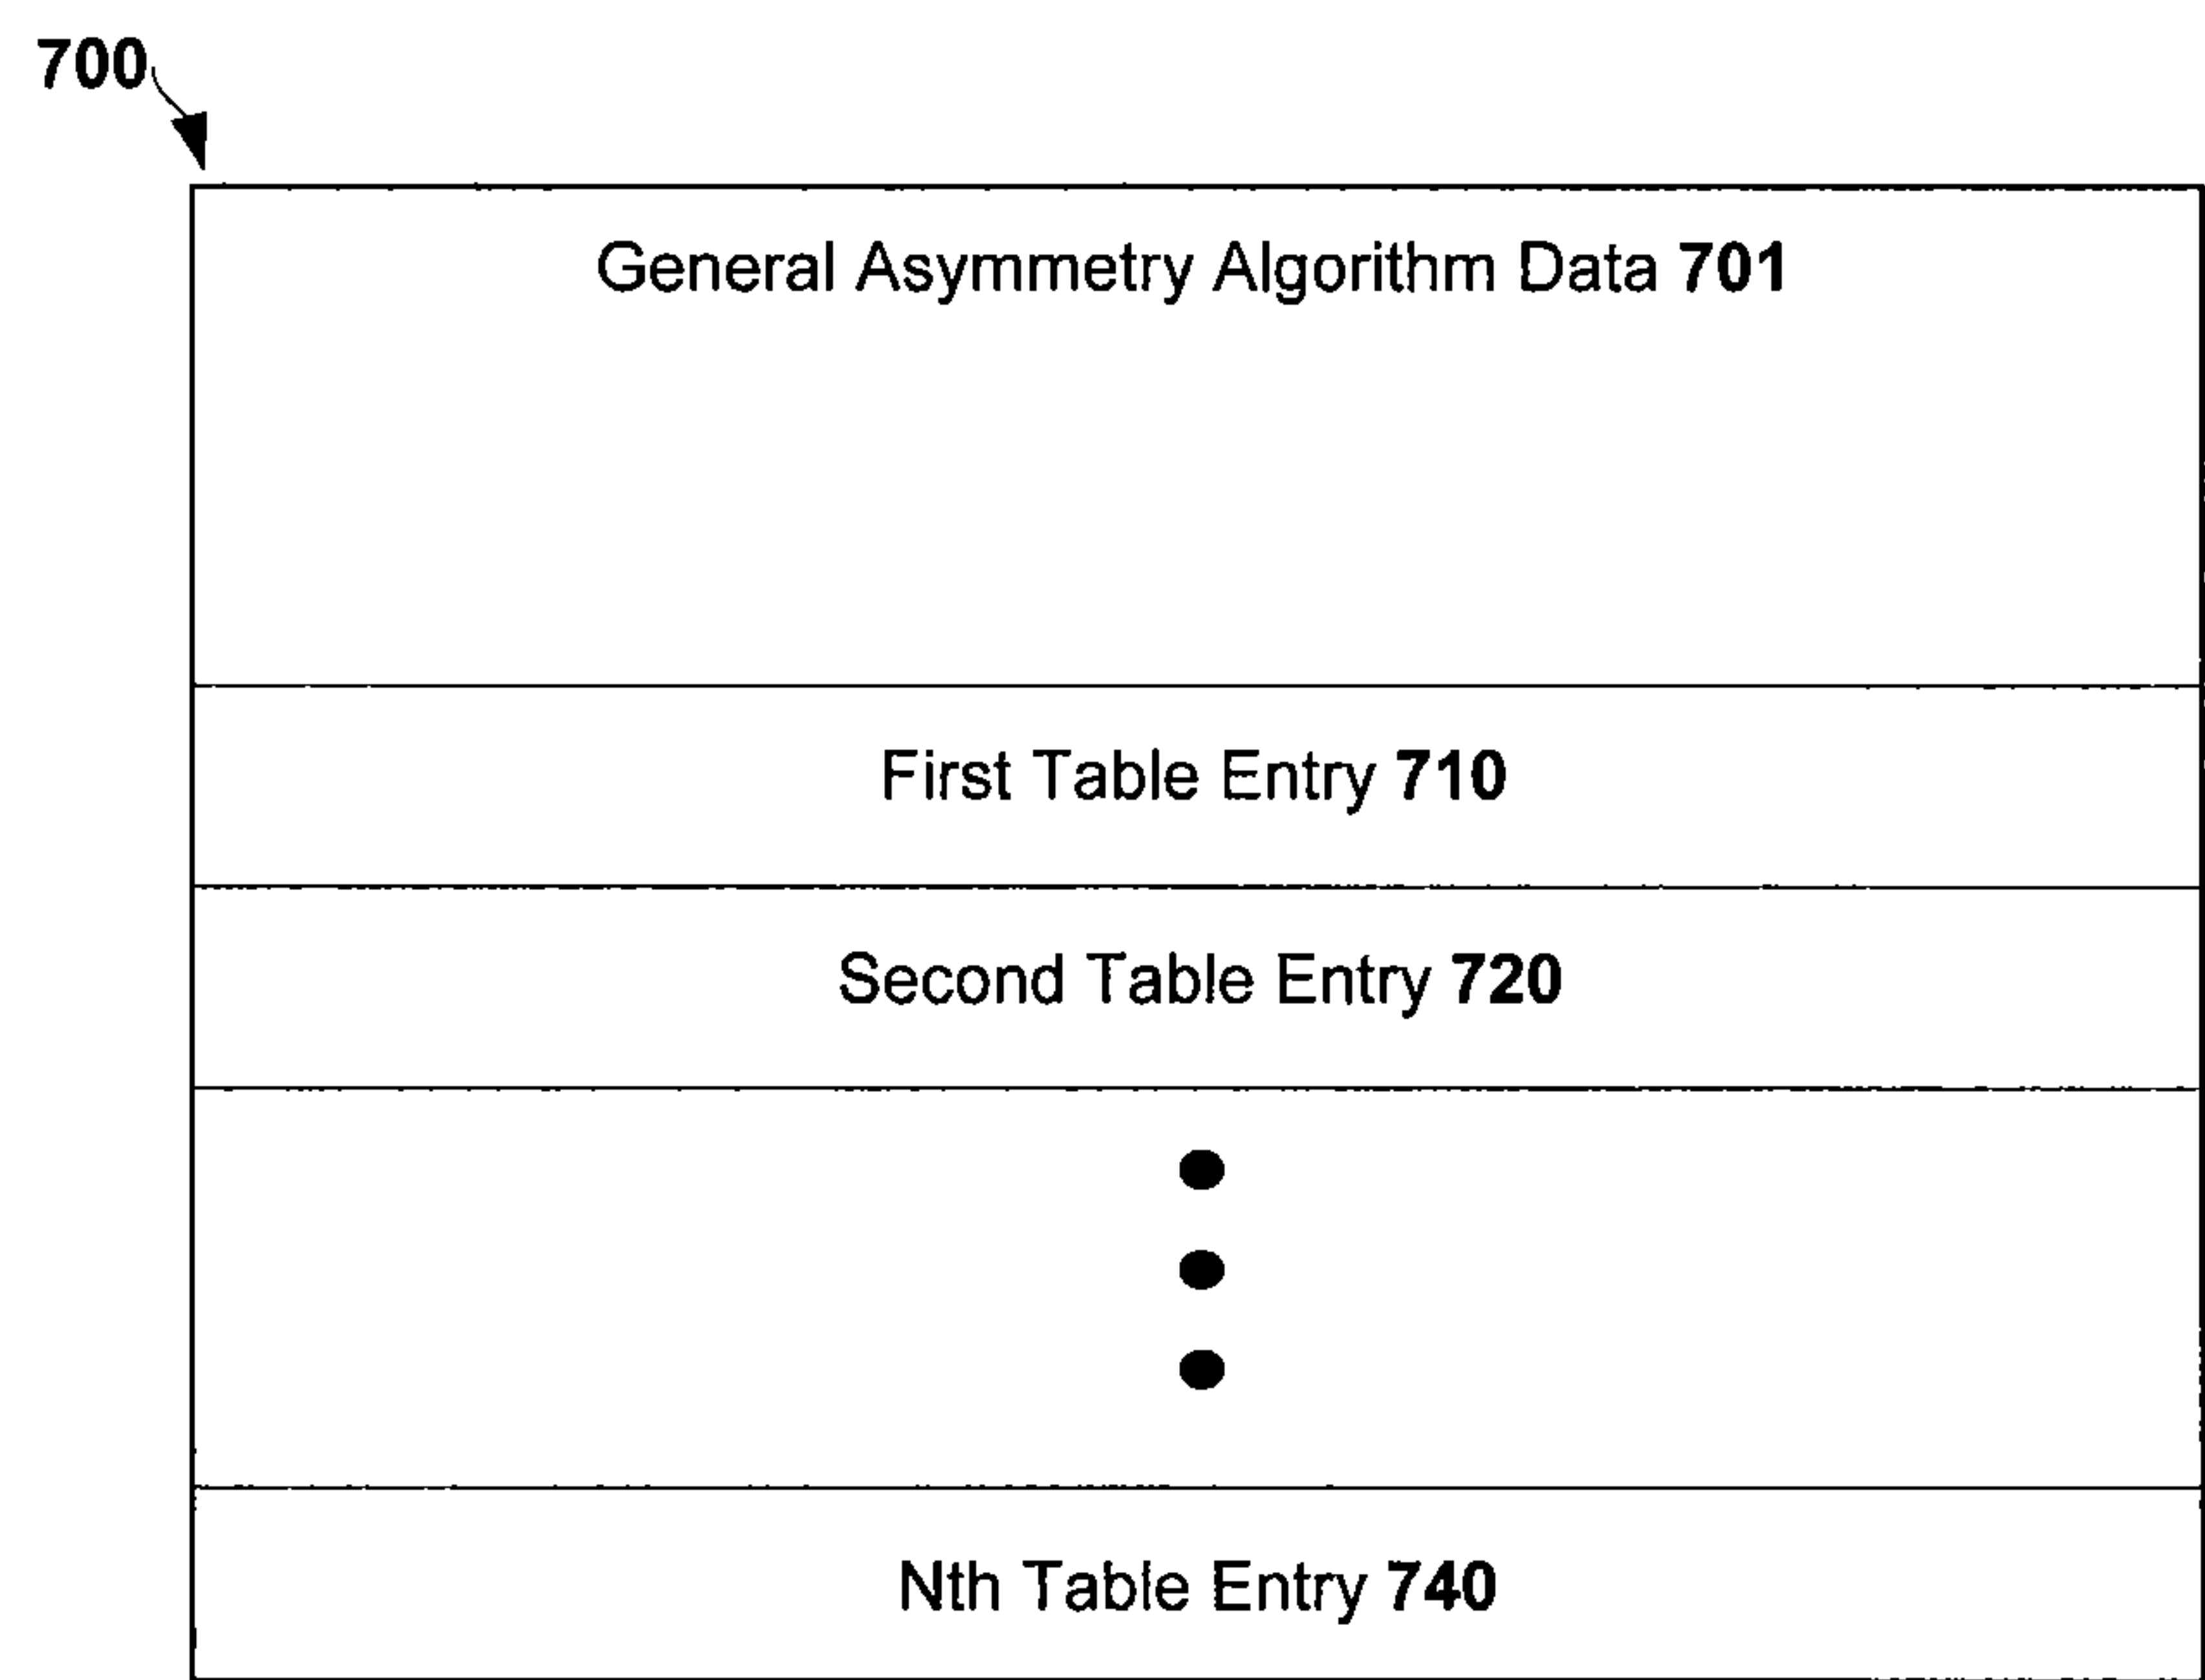 700
General Asymmetry Algorithm Data 701
First Table Entry 710
Second Table Entry 720
Nth Table Entry 740